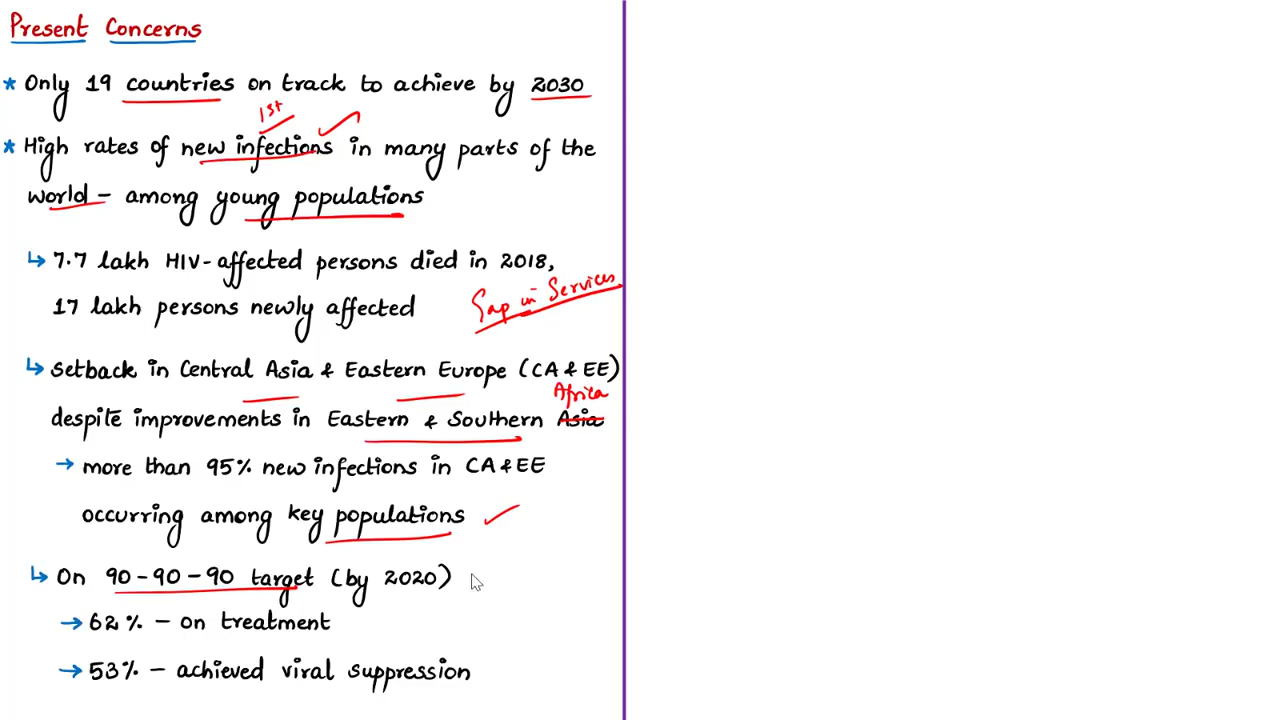 Present Concerns
* Only 19 countries on track to achieve by 2030
1st
* High rates of new infections in many parts of the
world – among young populations
↳ 7.7 lakh HIV-affected persons died in 2018,
17 lakh persons newly affected
Gap in Services
↳ Setback in Central Asia & Eastern Europe (CA & EE)
Africa
despite improvements in Eastern & Southern Asia
→ more than 95% new infections in CA & EE
occurring among key populations
↳ On 90-90-90 target (by 2020)
→ 62% – on treatment
→ 53% – achieved viral suppression